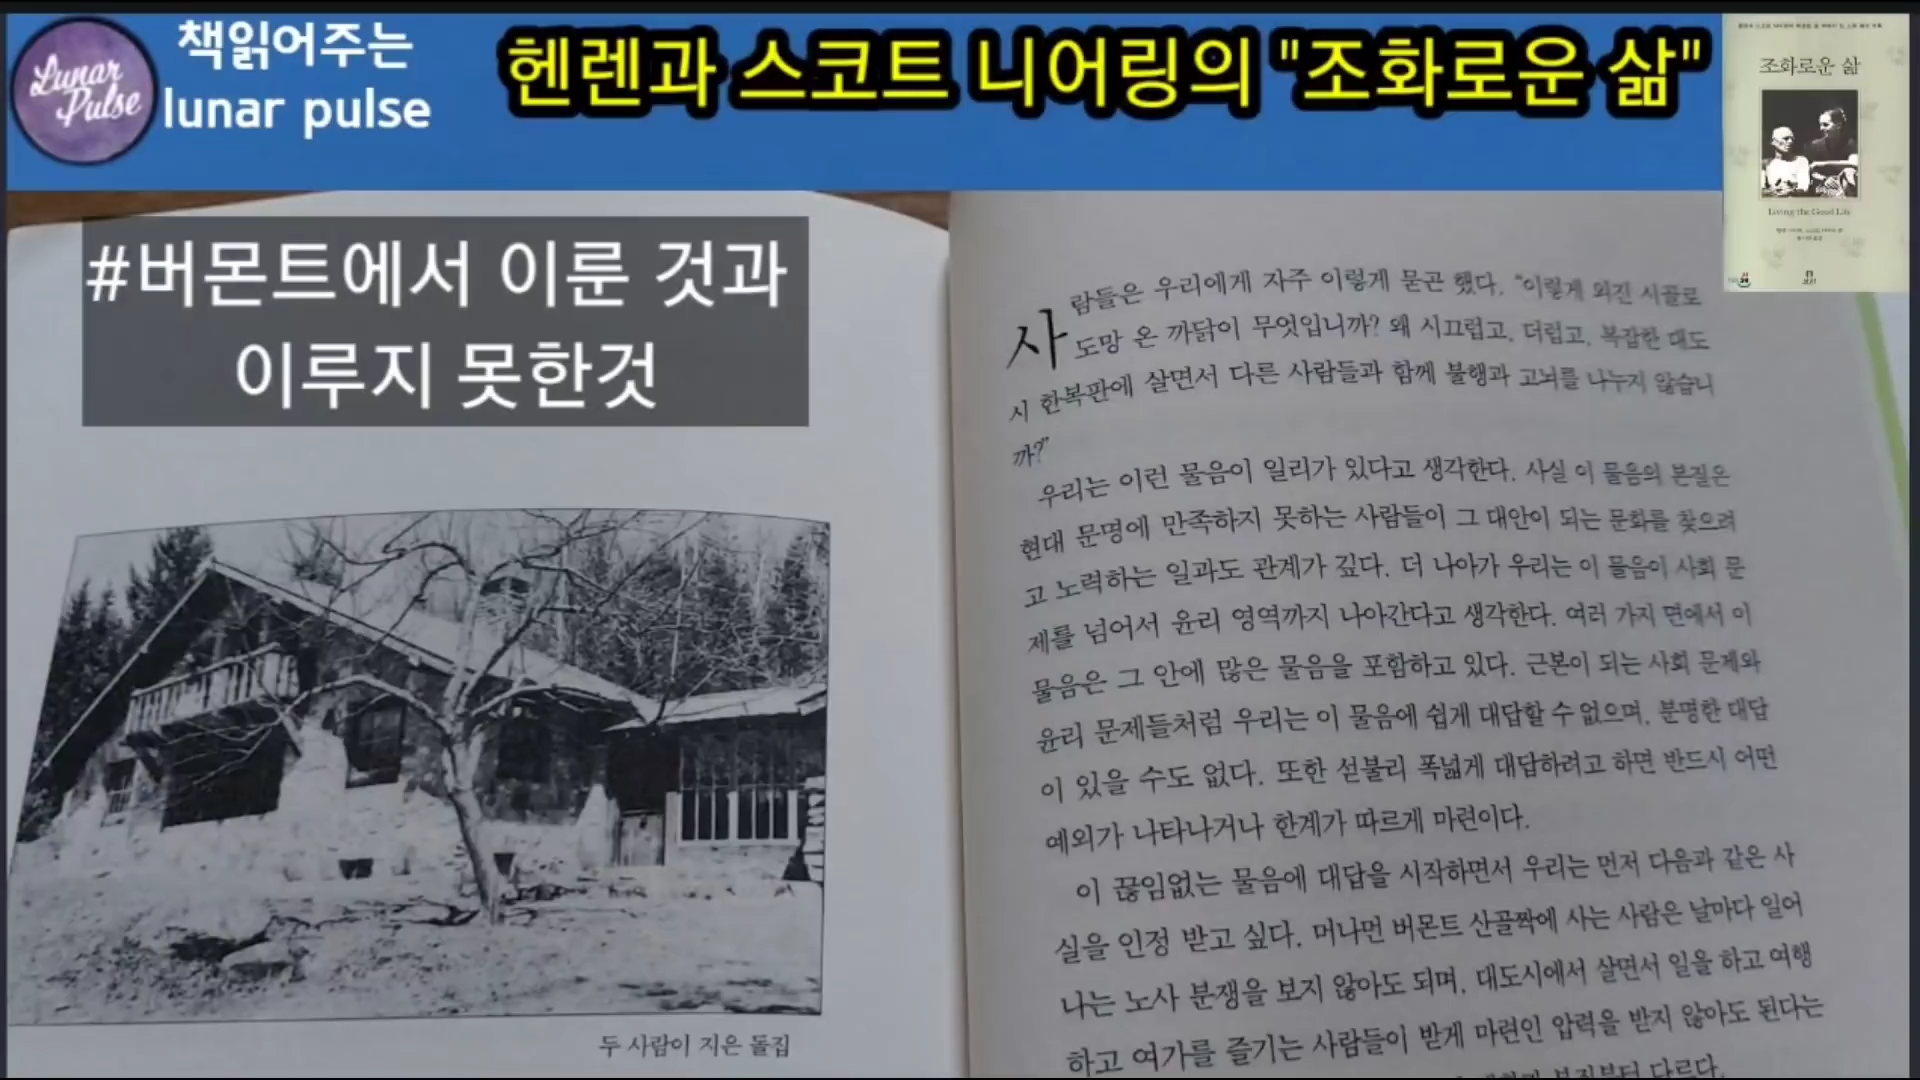 Lunar
Pulse
책읽어주는
lunar pulse
헨렌과 스코트 니어링의 "조화로운 삶"
조화로운 삶
Living the Good Life
#버몬트에서 이룬 것과
이루지 못한것
두 사람이 지은 돌집
사람들은 우리에게 자주 이렇게 묻곤 했다. "이렇게 외진 시골로
도망 온 까닭이 무엇입니까? 왜 시끄럽고, 더럽고, 복잡한 대도
시 한복판에 살면서 다른 사람들과 함께 불행과 고뇌를 나누지 않습니
까?"
우리는 이런 물음이 일리가 있다고 생각한다. 사실 이 물음의 본질은
현대 문명에 만족하지 못하는 사람들이 그 대안이 되는 문화를 찾으려
고 노력하는 일과도 관계가 깊다. 더 나아가 우리는 이 물음이 사회 문
제를 넘어서 윤리 영역까지 나아간다고 생각한다. 여러 가지 면에서 이
물음은 그 안에 많은 물음을 포함하고 있다. 근본이 되는 사회 문제와
윤리 문제들처럼 우리는 이 물음에 쉽게 대답할 수 없으며, 분명한 대답
이 있을 수도 없다. 또한 섣불리 폭넓게 대답하려고 하면 반드시 어떤
예외가 나타나거나 한계가 따르게 마련이다.
이 끊임없는 물음에 대답을 시작하면서 우리는 먼저 다음과 같은 사
실을 인정 받고 싶다. 머나먼 버몬트 산골짝에 사는 사람은 날마다 일어
나는 노사 분쟁을 보지 않아도 되며, 대도시에서 살면서 일을 하고 여행
하고 여가를 즐기는 사람들이 받게 마련인 압력을 받지 않아도 된다는
다르다.